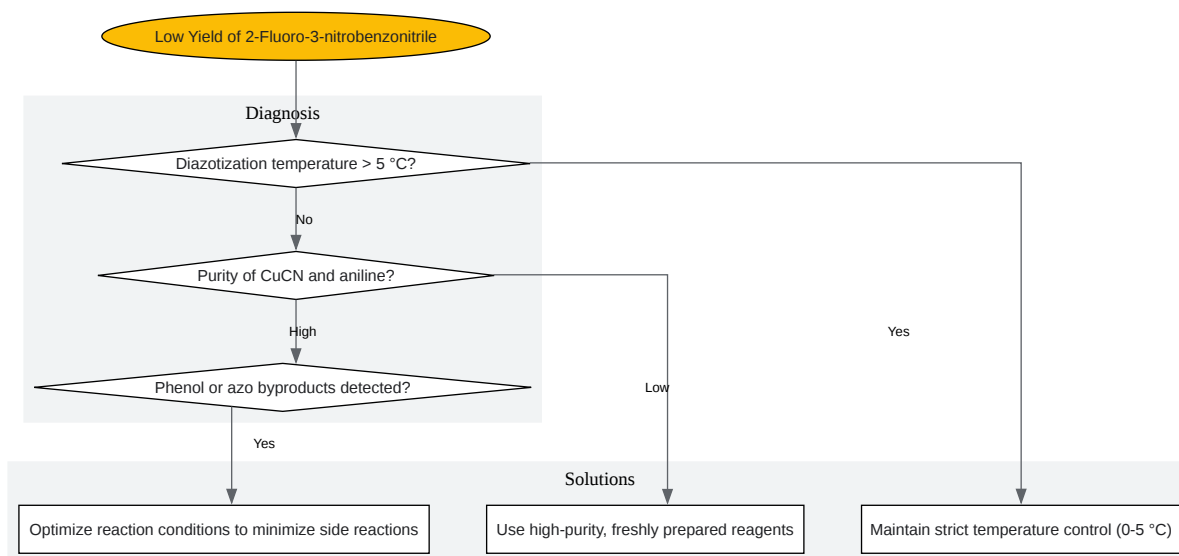 Low Yield of 2-Fluoro-3-nitrobenzonitrile
Diagnosis
Diazotization temperature > 5 °C?
No
Purity of CuCN and aniline?
High
Yes
Phenol or azo byproducts detected?
Low
Yes
Solutions
Optimize reaction conditions to minimize side reactions
Use high-purity, freshly prepared reagents
Maintain strict temperature control (0-5 °C)